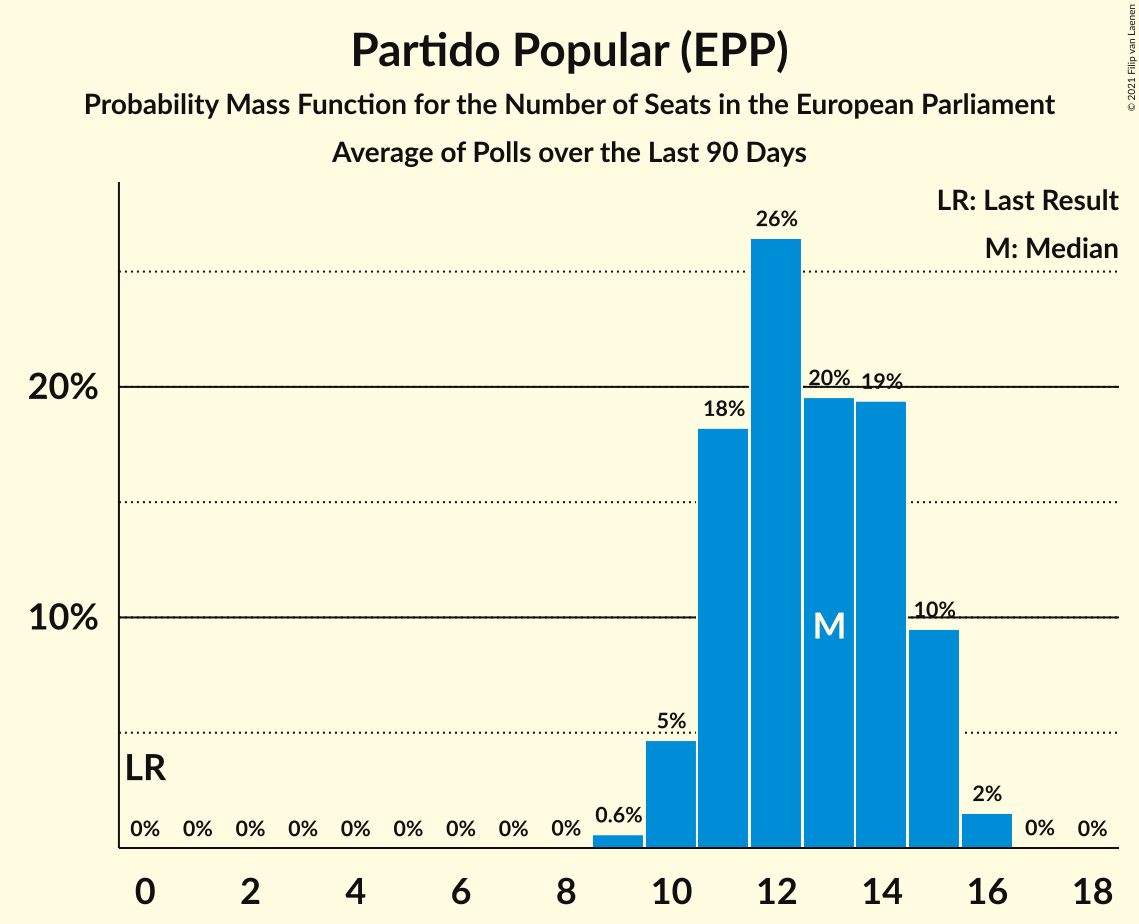 Partido Popular (EPP)
Probability Mass Function for the Number of Seats in the European Parliament
Average of Polls over the Last 90 Days
© 2021 Filip van Laenen
LR: Last Result
M: Median
26%
20%
20%
19%
18%
10%
10%
M
5%
LR
2%
0.6%
0% 0% 0% 0% 0% 0% 0% 0% 0% 0% 0%
0 2 4 6 8 10 12 14 16 18